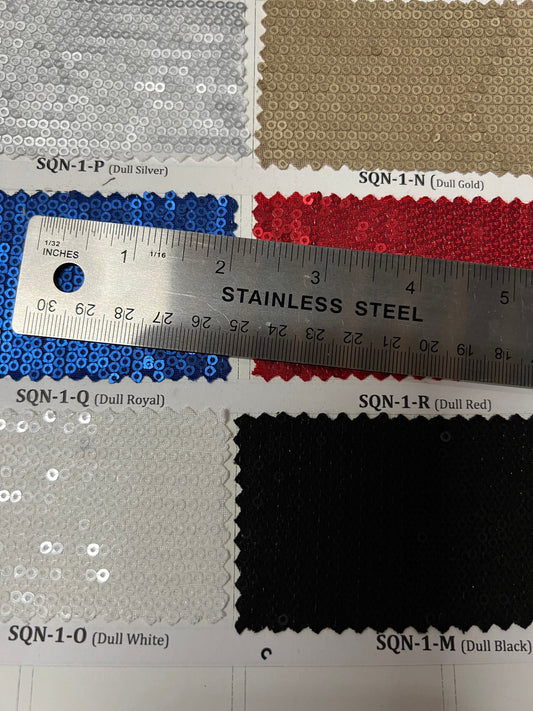 SQN-1-P (Dull Silver)
SQN-1-N (Dull Gold)
1/32
INCHES
1
1/16
2
3
4
5
STAINLESS STEEL
30 29 28 27 26 25 24 23 22 21 20 19 18
SQN-1-Q (Dull Royal)
SQN-1-R (Dull Red)
SQN-1-O (Dull White)
SQN-1-M (Dull Black)